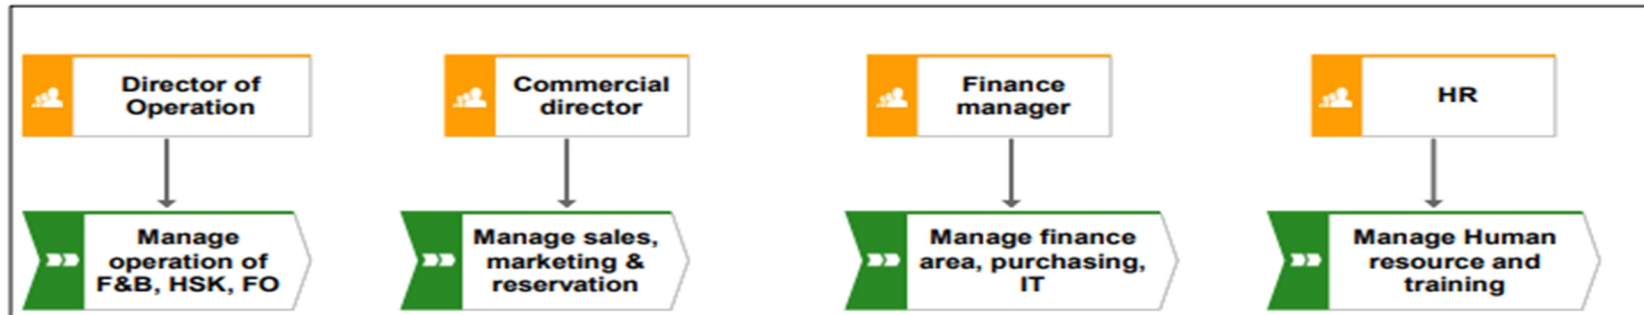 Director of
Operation
Commercial
director
Finance
manager
HR
Manage
operation of
F&B, HSK, FO
Manage sales,
marketing &
reservation
Manage finance
area, purchasing,
IT
Manage Human
resource and
training